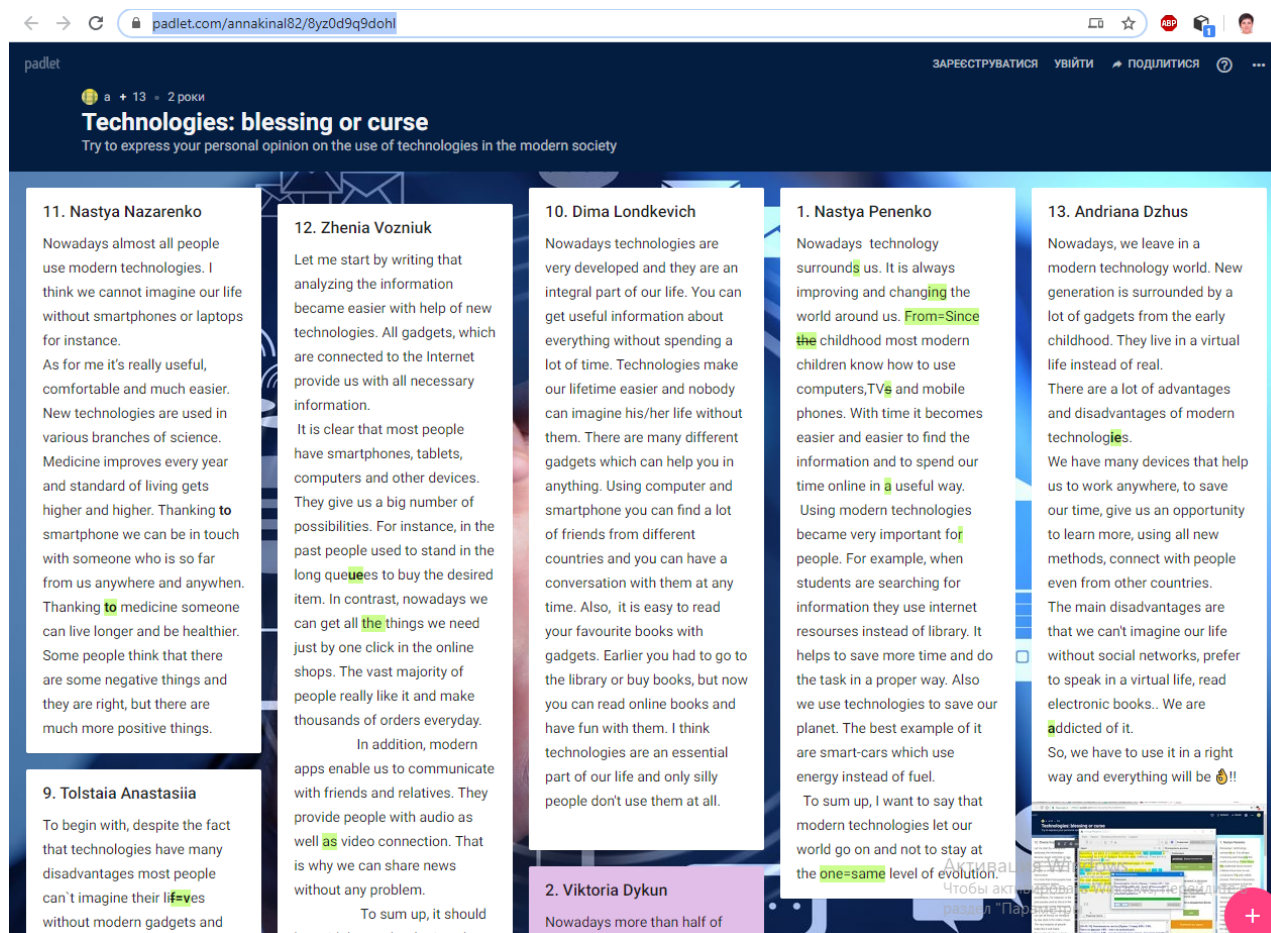 padlet.com/annakinal82/8yz0d9q9dohl
ABP
1
padlet
ЗАРЕЄСТРУВАТИСЯ УВІЙТИ ПОДІЛИТИСЯ
a + 13 • 2 роки
Technologies: blessing or curse
Try to express your personal opinion on the use of technologies in the modern society
11. Nastya Nazarenko
Nowadays almost all people
use modern technologies. I
think we cannot imagine our life
without smartphones or laptops
for instance.
As for me it's really useful,
comfortable and much easier.
New technologies are used in
various branches of science.
Medicine improves every year
and standard of living gets
higher and higher. Thanking to
smartphone we can be in touch
with someone who is so far
from us anywhere and anywhen.
Thanking to medicine someone
can live longer and be healthier.
Some people think that there
are some negative things and
they are right, but there are
much more positive things.
9. Tolstaia Anastasiia
To begin with, despite the fact
that technologies have many
disadvantages most people
can`t imagine their lif=ves
without modern gadgets and
12. Zhenia Vozniuk
Let me start by writing that
analyzing the information
became easier with help of new
technologies. All gadgets, which
are connected to the Internet
provide us with all necessary
information.
It is clear that most people
have smartphones, tablets,
computers and other devices.
They give us a big number of
possibilities. For instance, in the
past people used to stand in the
long queuees to buy the desired
item. In contrast, nowadays we
can get all the things we need
just by one click in the online
shops. The vast majority of
people really like it and make
thousands of orders everyday.
In addition, modern
apps enable us to communicate
with friends and relatives. They
provide people with audio as
well as video connection. That
is why we can share news
without any problem.
To sum up, it should
10. Dima Londkevich
Nowadays technologies are
very developed and they are an
integral part of our life. You can
get useful information about
everything without spending a
lot of time. Technologies make
our lifetime easier and nobody
can imagine his/her life without
them. There are many different
gadgets which can help you in
anything. Using computer and
smartphone you can find a lot
of friends from different
countries and you can have a
conversation with them at any
time. Also, it is easy to read
your favourite books with
gadgets. Earlier you had to go to
the library or buy books, but now
you can read online books and
have fun with them. I think
technologies are an essential
part of our life and only silly
people don't use them at all.
2. Viktoria Dykun
Nowadays more than half of
1. Nastya Penenko
Nowadays technology
surrounds us. It is always
improving and changing the
world around us. From=Since
the childhood most modern
children know how to use
computers,TVs and mobile
phones. With time it becomes
easier and easier to find the
information and to spend our
time online in a useful way.
Using modern technologies
became very important for
people. For example, when
students are searching for
information they use internet
resourses instead of library. It
helps to save more time and do
the task in a proper way. Also
we use technologies to save our
planet. The best example of it
are smart-cars which use
energy instead of fuel.
To sum up, I want to say that
modern technologies let our
world go on and not to stay at
the one=same level of evolution.
13. Andriana Dzhus
Nowadays, we leave in a
modern technology world. New
generation is surrounded by a
lot of gadgets from the early
childhood. They live in a virtual
life instead of real.
There are a lot of advantages
and disadvantages of modern
technologies.
We have many devices that help
us to work anywhere, to save
our time, give us an opportunity
to learn more, using all new
methods, connect with people
even from other countries.
The main disadvantages are
that we can't imagine our life
without social networks, prefer
to speak in a virtual life, read
electronic books.. We are
addicted of it.
So, we have to use it in a right
way and everything will be 👌!!
Technologies: blessing or curse
Активация Windows
Чтобы активировать Windows, перейдите в
раздел "Парам